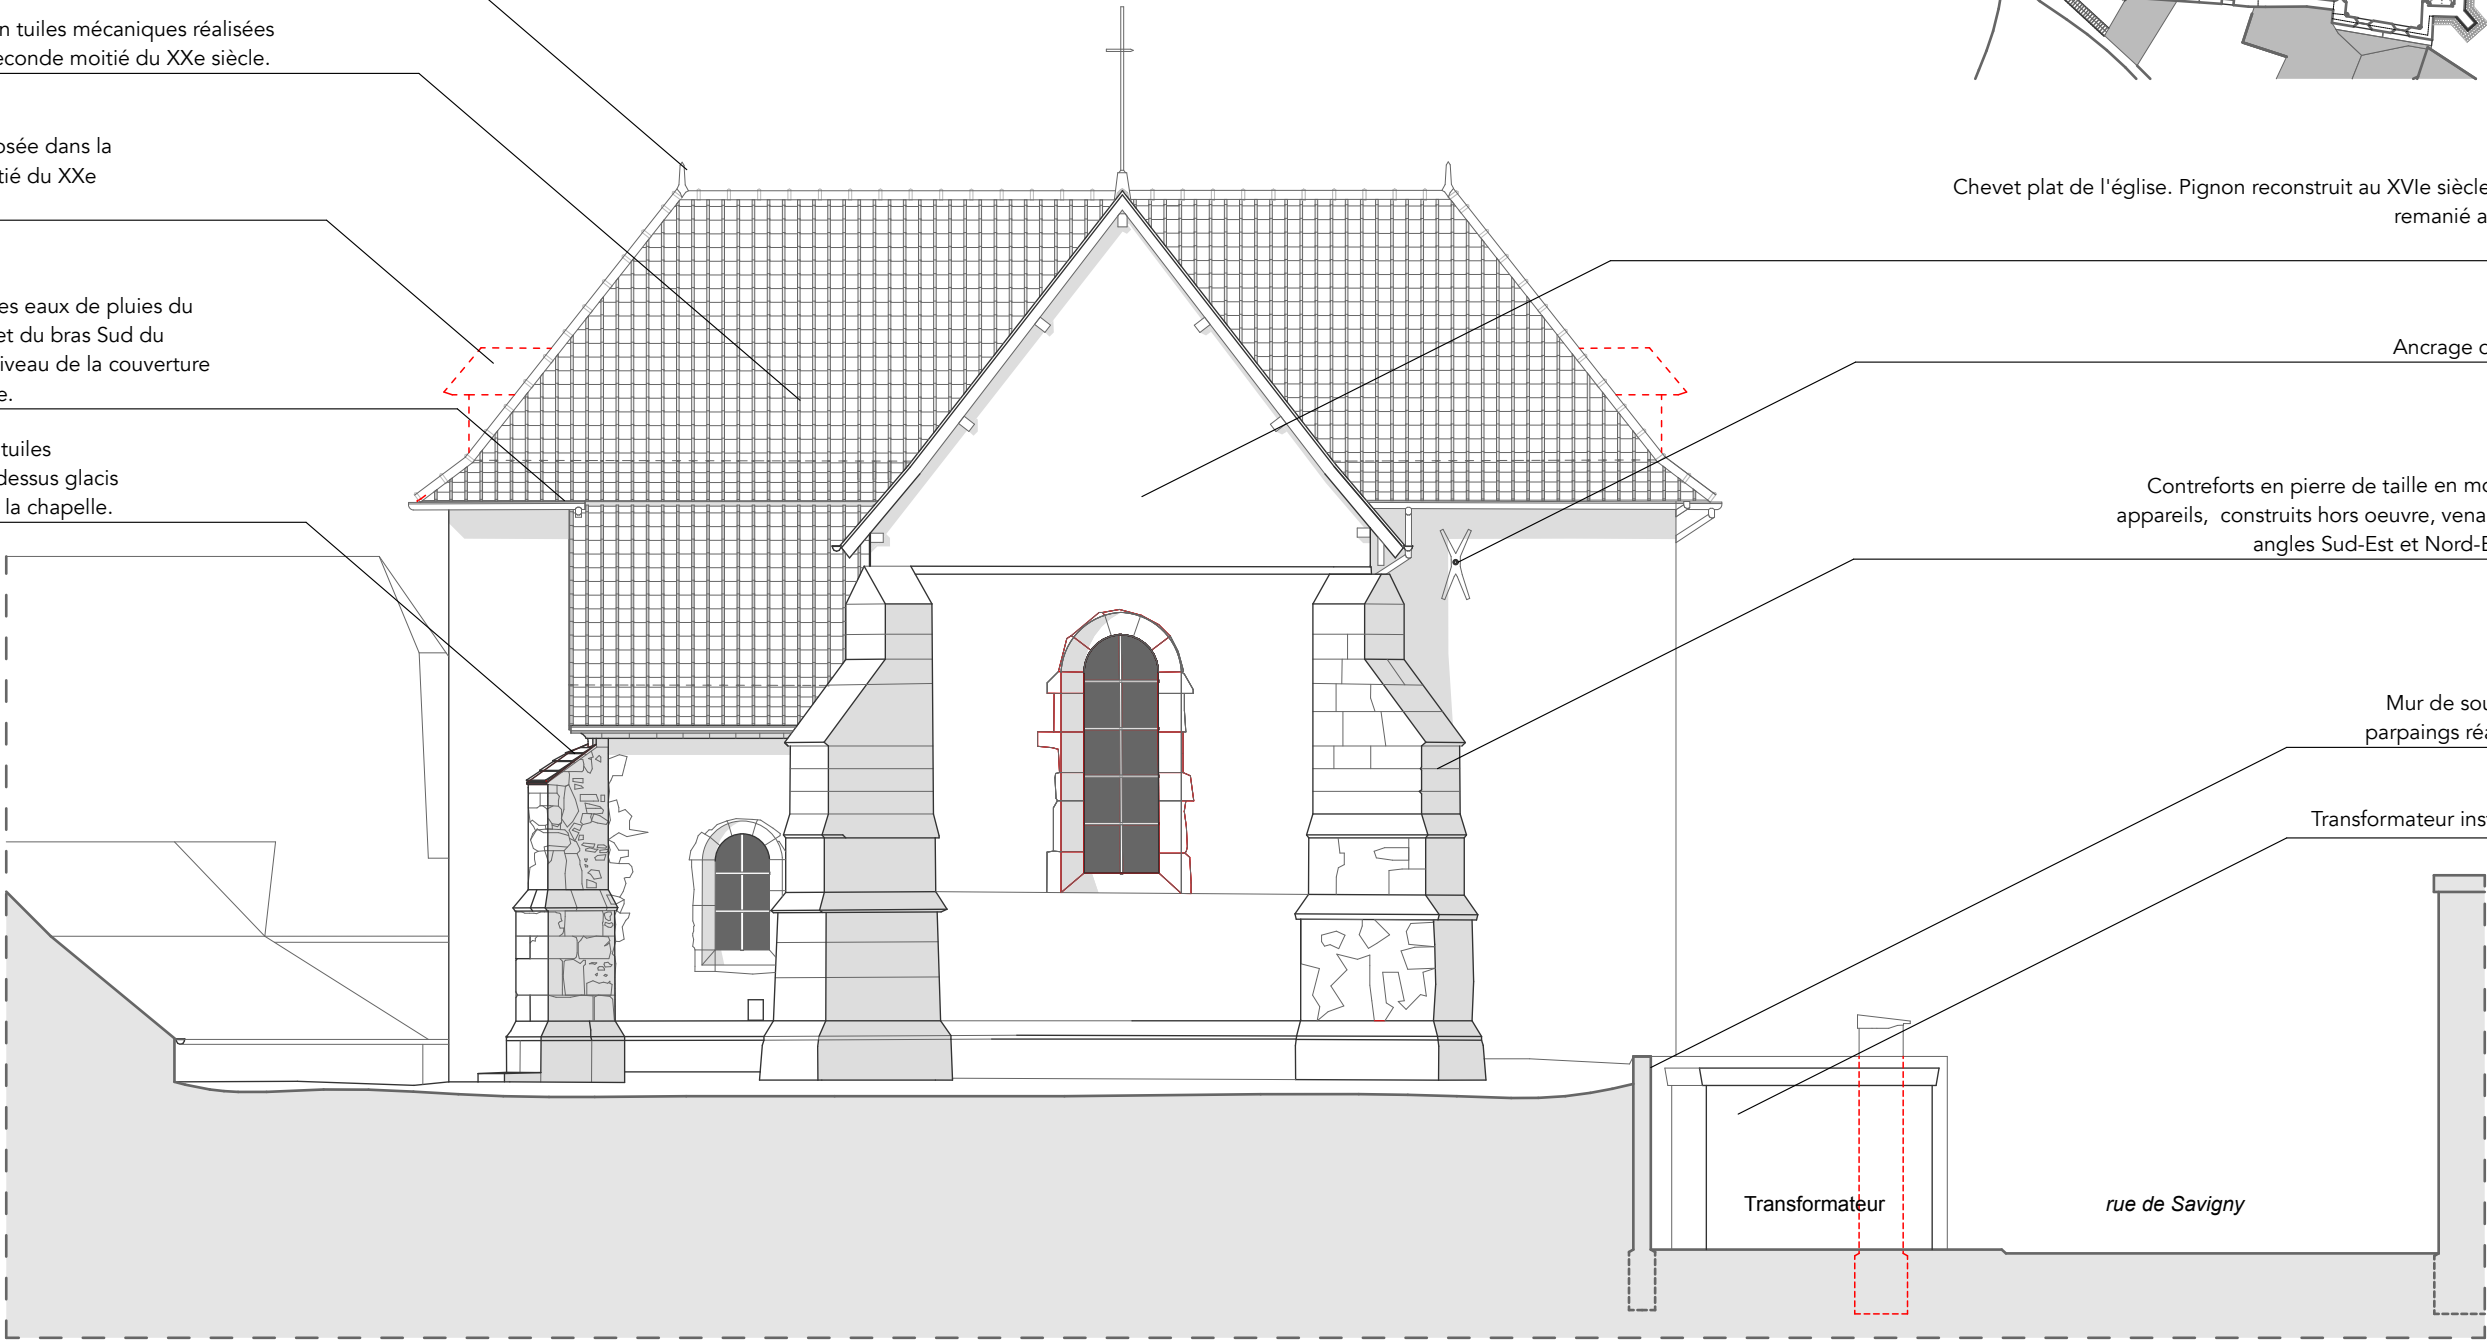 n tuiles mécaniques réalisées
econde moitié du XXe siècle.
osée dans la
tié du XXe
es eaux de pluies du
et du bras Sud du
iveau de la couverture
e.
tuiles
dessus glacis
la chapelle.
Chevet plat de l'église. Pignon reconstruit au XVIe siècle
remanié a
Ancrage d
Contreforts en pierre de taille en mo
appareils, construits hors oeuvre, vena
angles Sud-Est et Nord-E
Mur de sou
parpaings réa
Transformateur ins
Transformateur
rue de Savigny